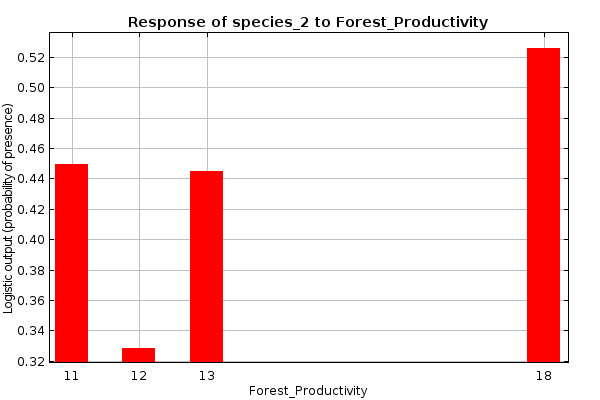 Response of species_2 to Forest_Productivity
Logistic output (probability of presence)
0.52
0.50
0.48
0.46
0.44
0.42
0.40
0.38
0.36
0.34
0.32
11 12 13 18
Forest_Productivity